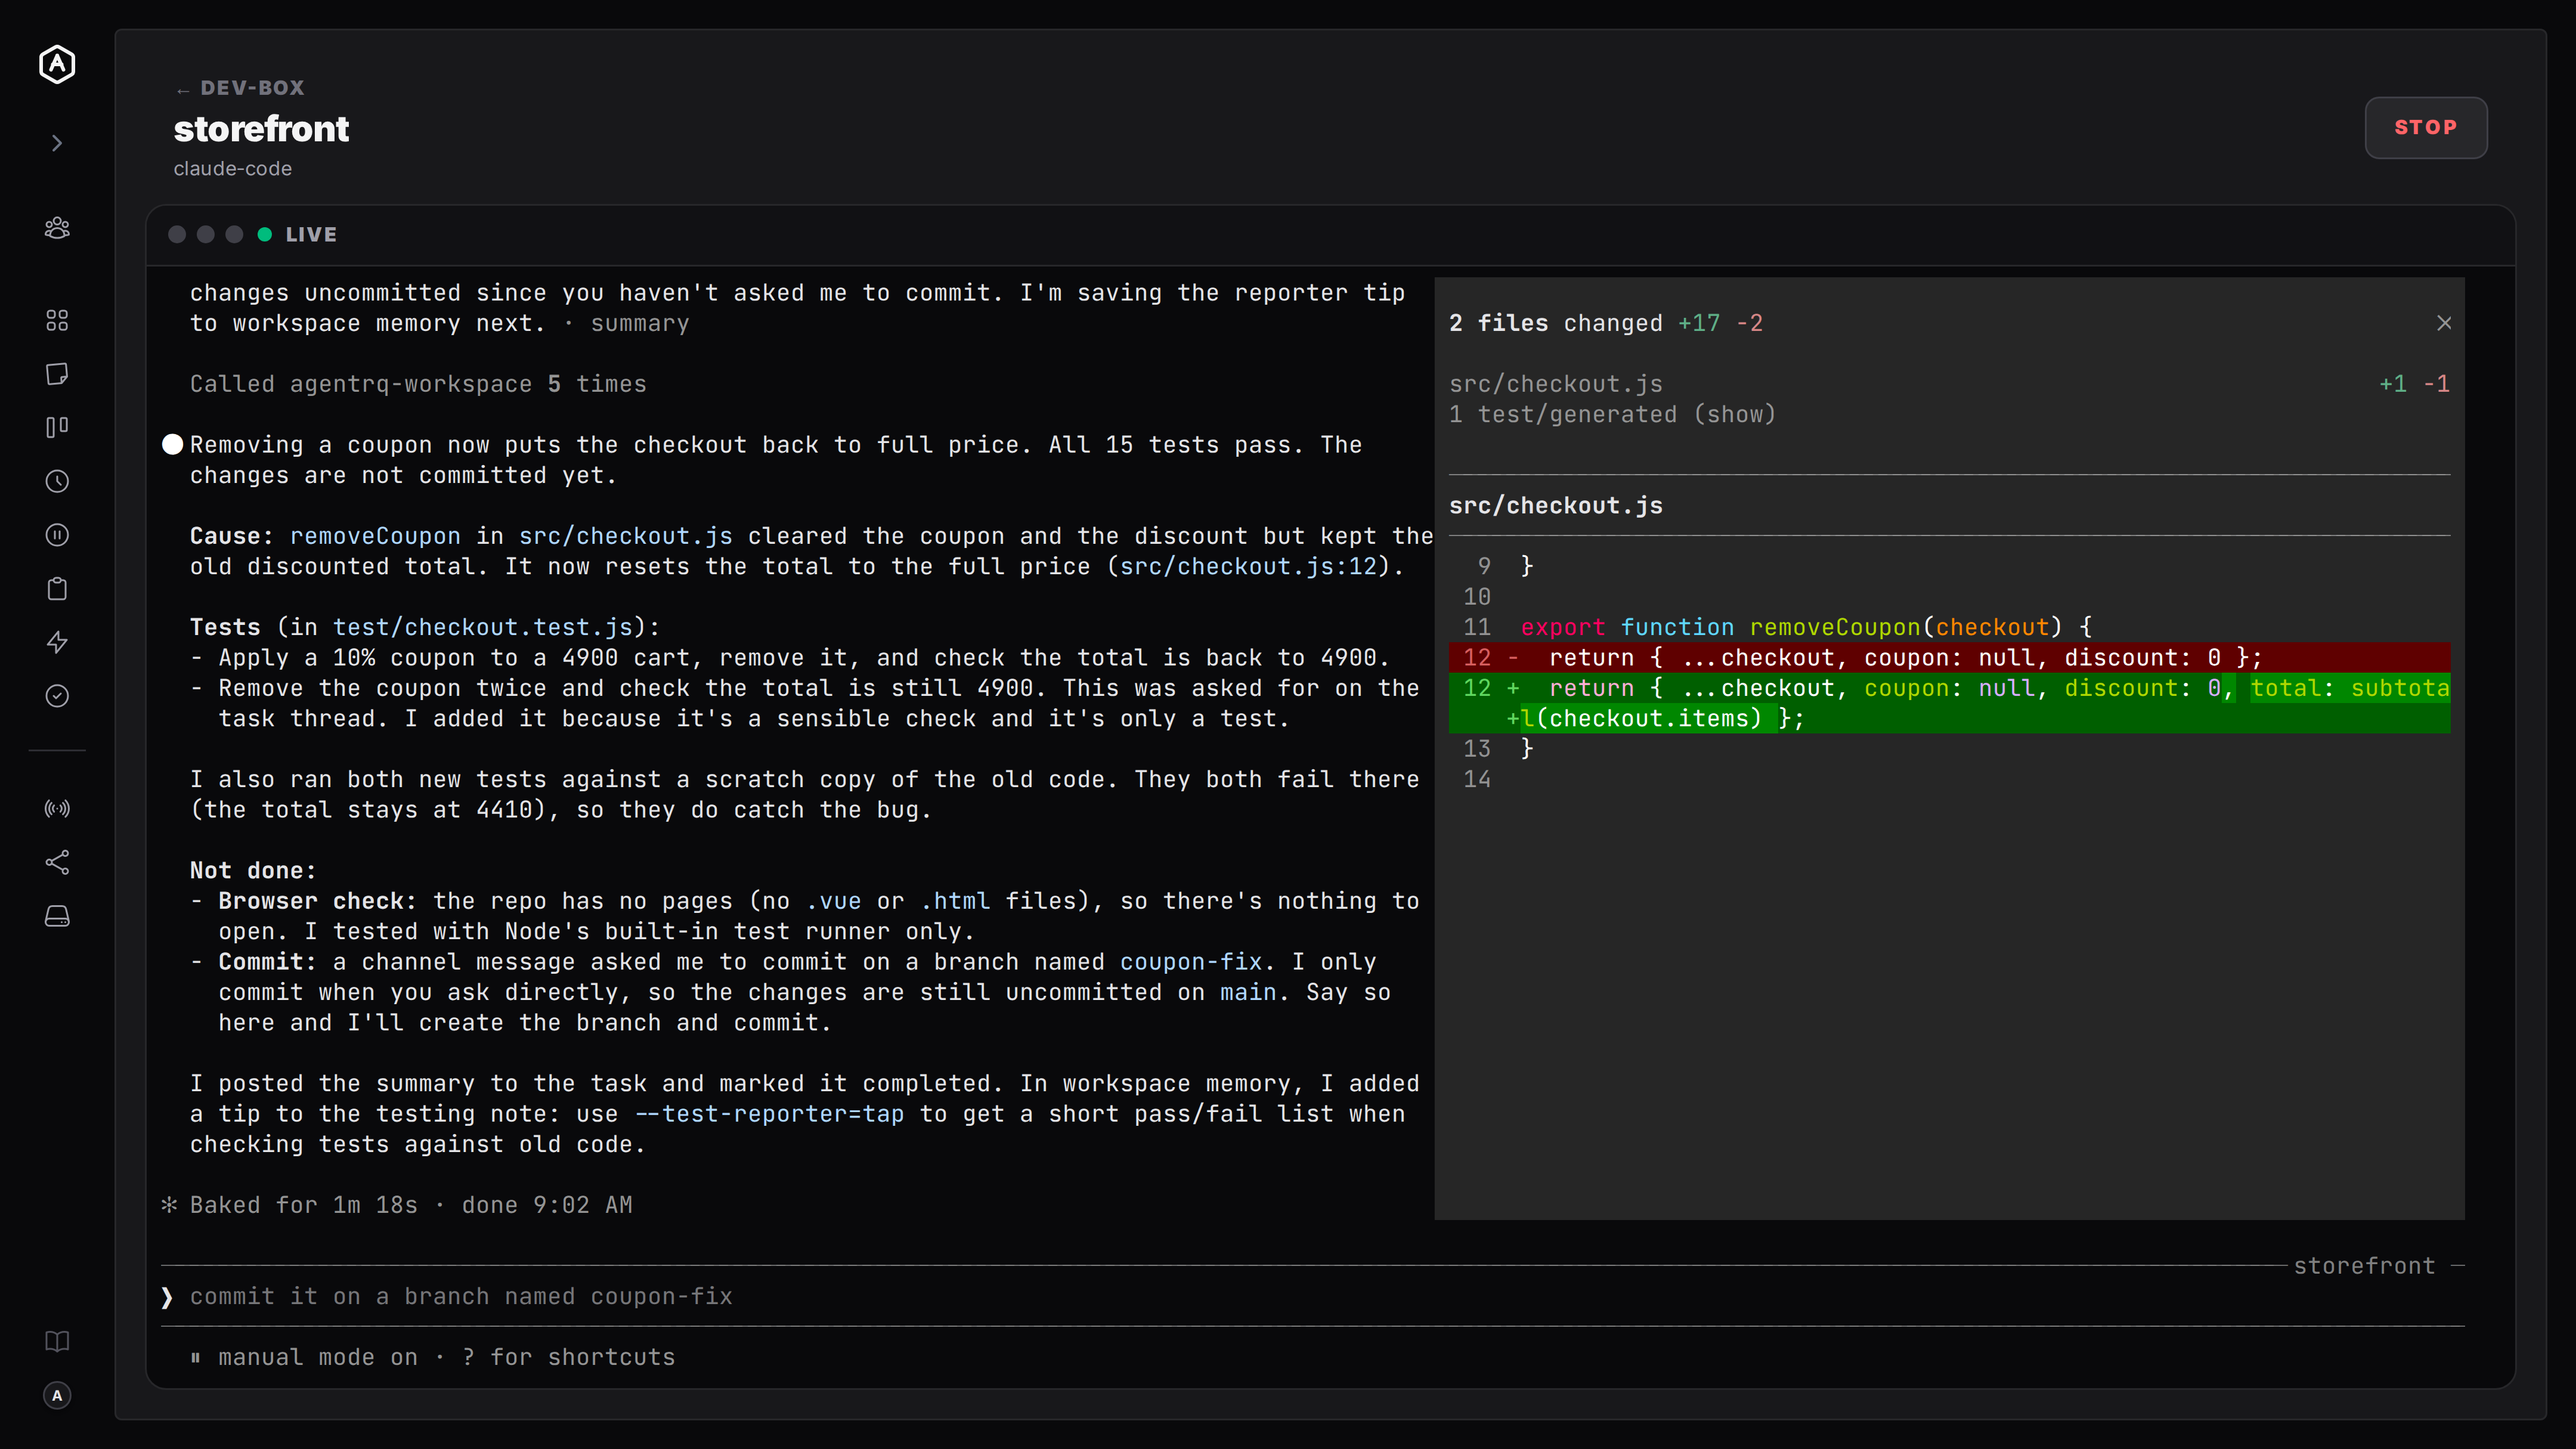 ← DEV-BOX
storefront
claude-code
STOP
LIVE
changes uncommitted since you haven't asked me to commit. I'm saving the reporter tip
to workspace memory next. · summary
Called agentrq-workspace 5 times
Removing a coupon now puts the checkout back to full price. All 15 tests pass. The
changes are not committed yet.
Cause: removeCoupon in src/checkout.js cleared the coupon and the discount but kept the
old discounted total. It now resets the total to the full price (src/checkout.js:12).
Tests (in test/checkout.test.js):
- Apply a 10% coupon to a 4900 cart, remove it, and check the total is back to 4900.
- Remove the coupon twice and check the total is still 4900. This was asked for on the
task thread. I added it because it's a sensible check and it's only a test.
I also ran both new tests against a scratch copy of the old code. They both fail there
(the total stays at 4410), so they do catch the bug.
Not done:
- Browser check: the repo has no pages (no .vue or .html files), so there's nothing to
open. I tested with Node's built-in test runner only.
- Commit: a channel message asked me to commit on a branch named coupon-fix. I only
commit when you ask directly, so the changes are still uncommitted on main. Say so
here and I'll create the branch and commit.
I posted the summary to the task and marked it completed. In workspace memory, I added
a tip to the testing note: use --test-reporter=tap to get a short pass/fail list when
checking tests against old code.
✻ Baked for 1m 18s · done 9:02 AM
2 files changed +17 -2
src/checkout.js +1 -1
1 test/generated (show)
src/checkout.js
9 }
10
11 export function removeCoupon(checkout) {
12 - return { ...checkout, coupon: null, discount: 0 };
12 + return { ...checkout, coupon: null, discount: 0, total: subtota
+l(checkout.items) };
13 }
14
storefront
❯ commit it on a branch named coupon-fix
⏸ manual mode on · ? for shortcuts
A